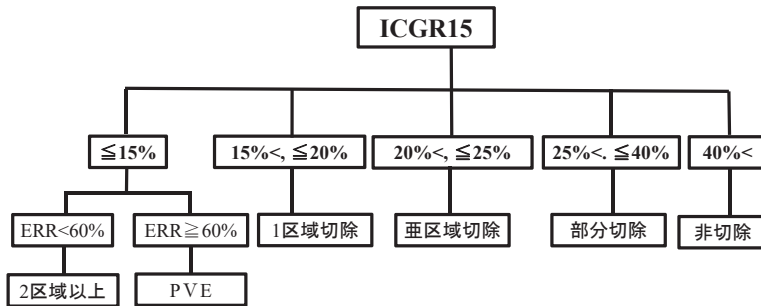 ICGR15
≦15%
15%<, ≦20%
20%<, ≦25%
25%<. ≦40%
40%<
ERR<60%
ERR≧60%
1区域切除
亜区域切除
部分切除
非切除
2区域以上
PVE